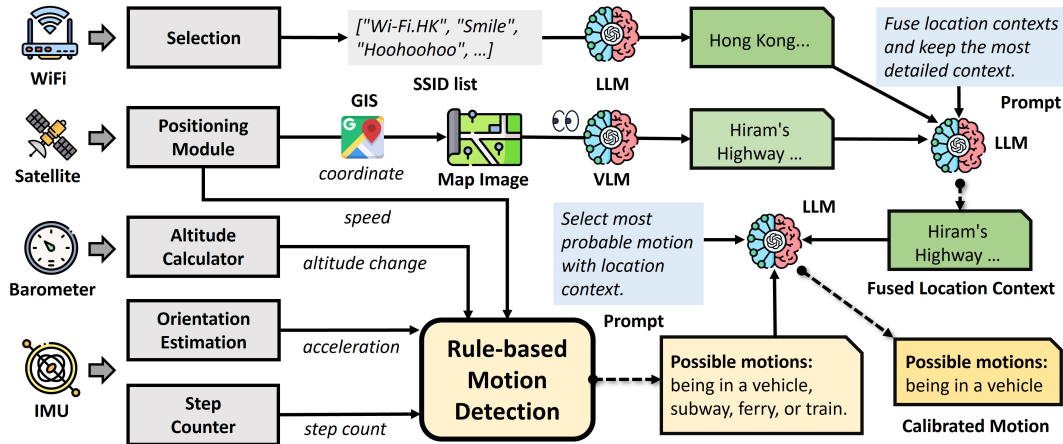 WiFi
Selection
["Wi-Fi.HK", "Smile",
"Hoohoohoo", ...]
SSID list
LLM
Hong Kong...
Fuse location contexts
and keep the most
detailed context.
Prompt
Satellite
Positioning
Module
GIS
G
coordinate
Map Image
VLM
Hiram's
Highway ...
LLM
speed
Barometer
Altitude
Calculator
altitude change
Select most
probable motion
with location
context.
Prompt
LLM
Hiram's
Highway ...
Fused Location Context
IMU
Orientation
Estimation
acceleration
Step
Counter
step count
Rule-based
Motion
Detection
Possible motions:
being in a vehicle,
subway, ferry, or train.
Possible motions:
being in a vehicle
Calibrated Motion